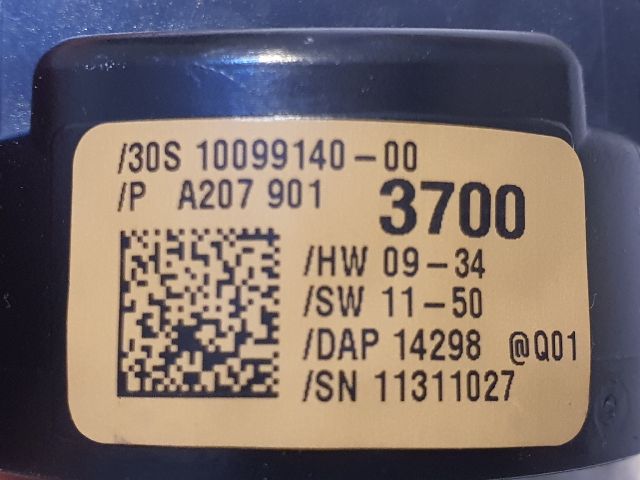 /30S 10099140-00
/P A207 901 3700
/HW 09-34
/SW 11-50
/DAP 14298 @Q01
/SN 11311027